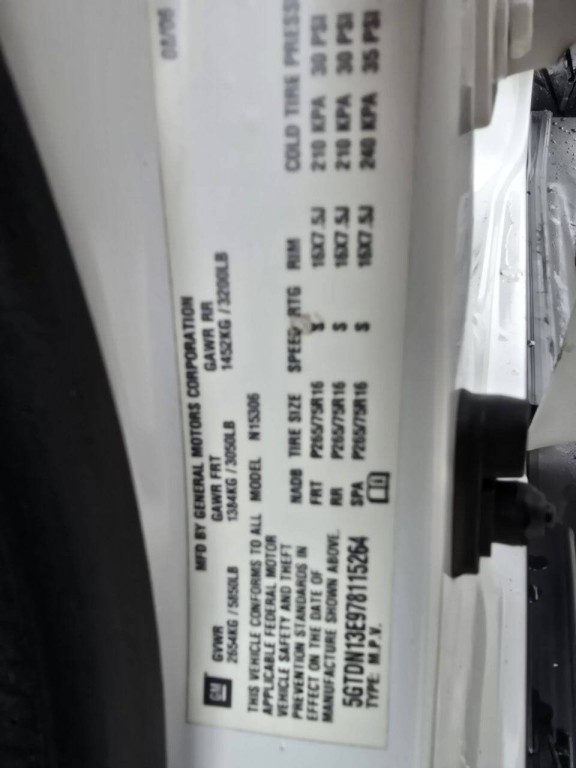 MFD BY GENERAL MOTORS CORPORATION
08/06
GM
GVWR
2654KG / 5850LB
GAWR FRT
1384KG / 3050LB
GAWR RR
1452KG / 3200LB
THIS VEHICLE CONFORMS TO ALL
APPLICABLE FEDERAL MOTOR
VEHICLE SAFETY AND THEFT
PREVENTION STANDARDS IN
EFFECT ON THE DATE OF
MANUFACTURE SHOWN ABOVE.
5GTDN13E978115264
TYPE: M.P.V.
MODEL N15306
NADB TIRE SIZE SPEED RTG RIM COLD TIRE PRESS
FRT P265/75R16 S 16X7.5J 210 KPA 30 PSI
RR P265/75R16 S 16X7.5J 210 KPA 30 PSI
SPA P265/75R16 S 16X7.5J 240 KPA 35 PSI